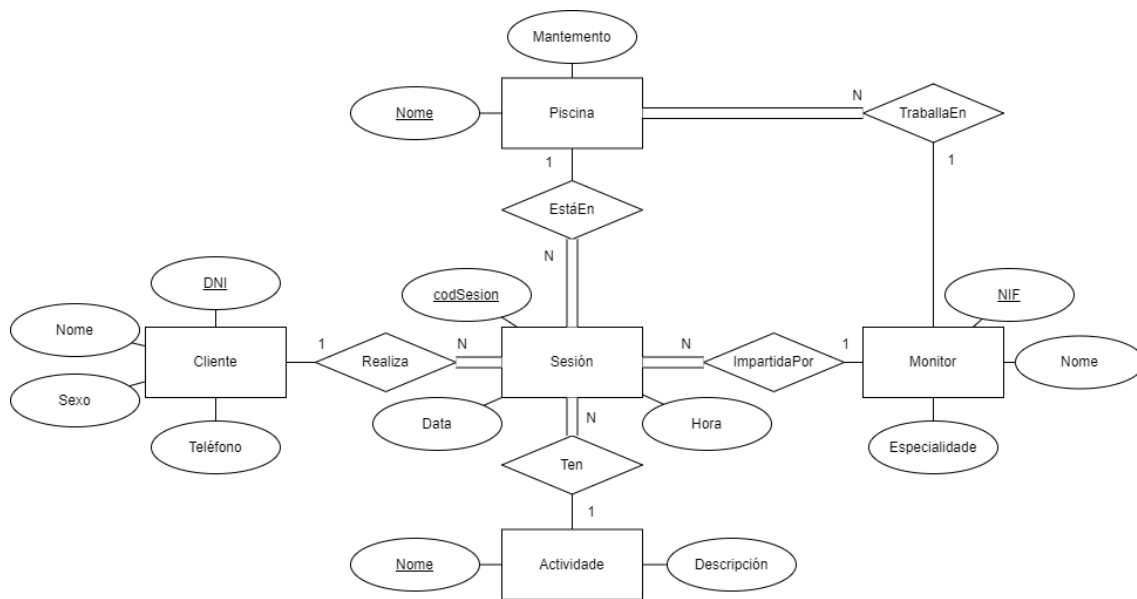 Mantemento
Nome
Piscina
N
TraballaEn
1
1
EstáEn
N
DNI
codSesion
NIF
Nome
Cliente
1
Realiza
N
Sesión
N
ImpartidaPor
1
Monitor
Nome
Sexo
Data
N
Hora
Teléfono
Especialidade
Ten
1
Nome
Actividade
Descripción